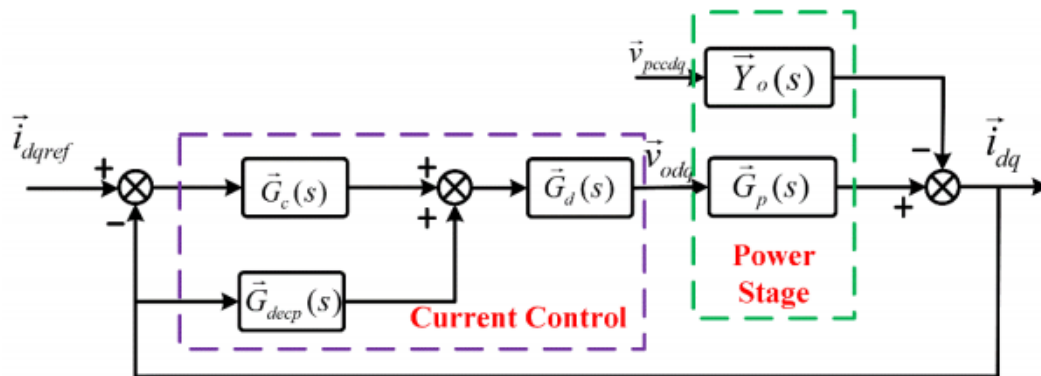 v⃗pccdq
Y⃗o(s)
i⃗dqref
+
−
G⃗c(s)
+
+
G⃗d(s)
v⃗odq
G⃗p(s)
−
+
i⃗dq
G⃗decp(s)
Current Control
Power
Stage